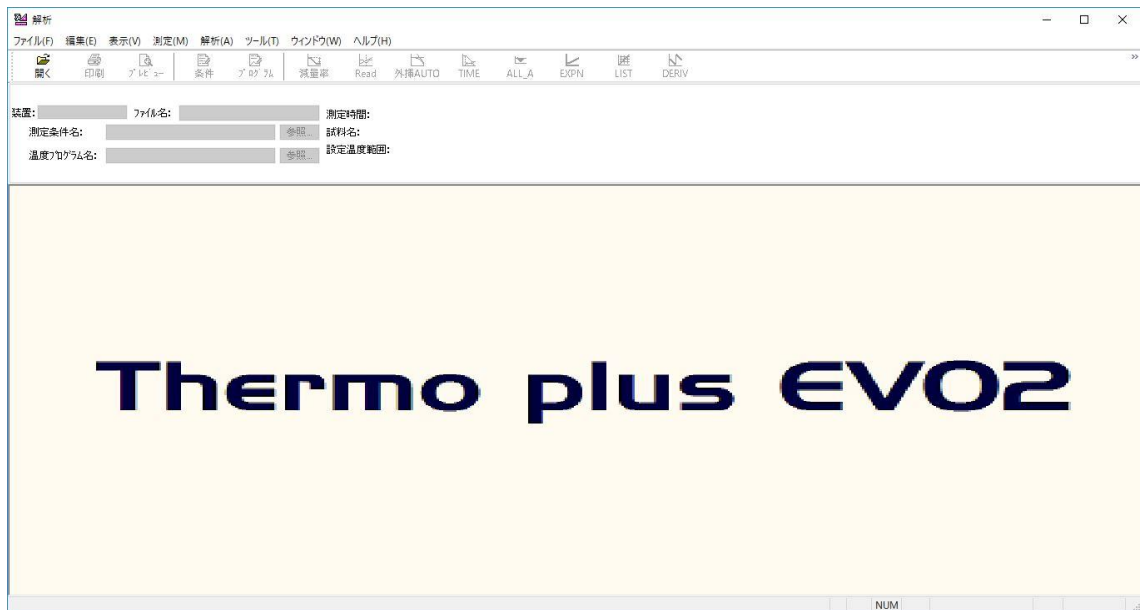 解析
ファイル(F) 編集(E) 表示(V) 測定(M) 解析(A) ツール(T) ウィンドウ(W) ヘルプ(H)
開く 印刷 プレビュー 条件 プログラム 減量率 Read 外挿AUTO TIME ALL_A EXPN LIST DERIV
装置: ファイル名: 測定時間:
測定条件名: 参照... 試料名:
温度プログラム名: 参照... 設定温度範囲:
Thermo plus EVO2
NUM